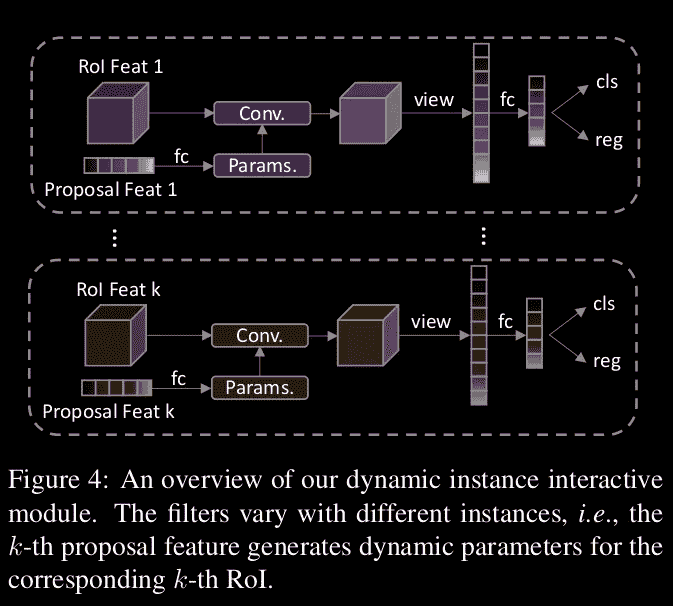 RoI Feat 1
Conv.
view
fc
cls
reg
fc
Params.
Proposal Feat 1
...
...
RoI Feat k
Conv.
view
fc
cls
reg
fc
Params.
Proposal Feat k
Figure 4: An overview of our dynamic instance interactive
module. The filters vary with different instances, i.e., the
k-th proposal feature generates dynamic parameters for the
corresponding k-th RoI.